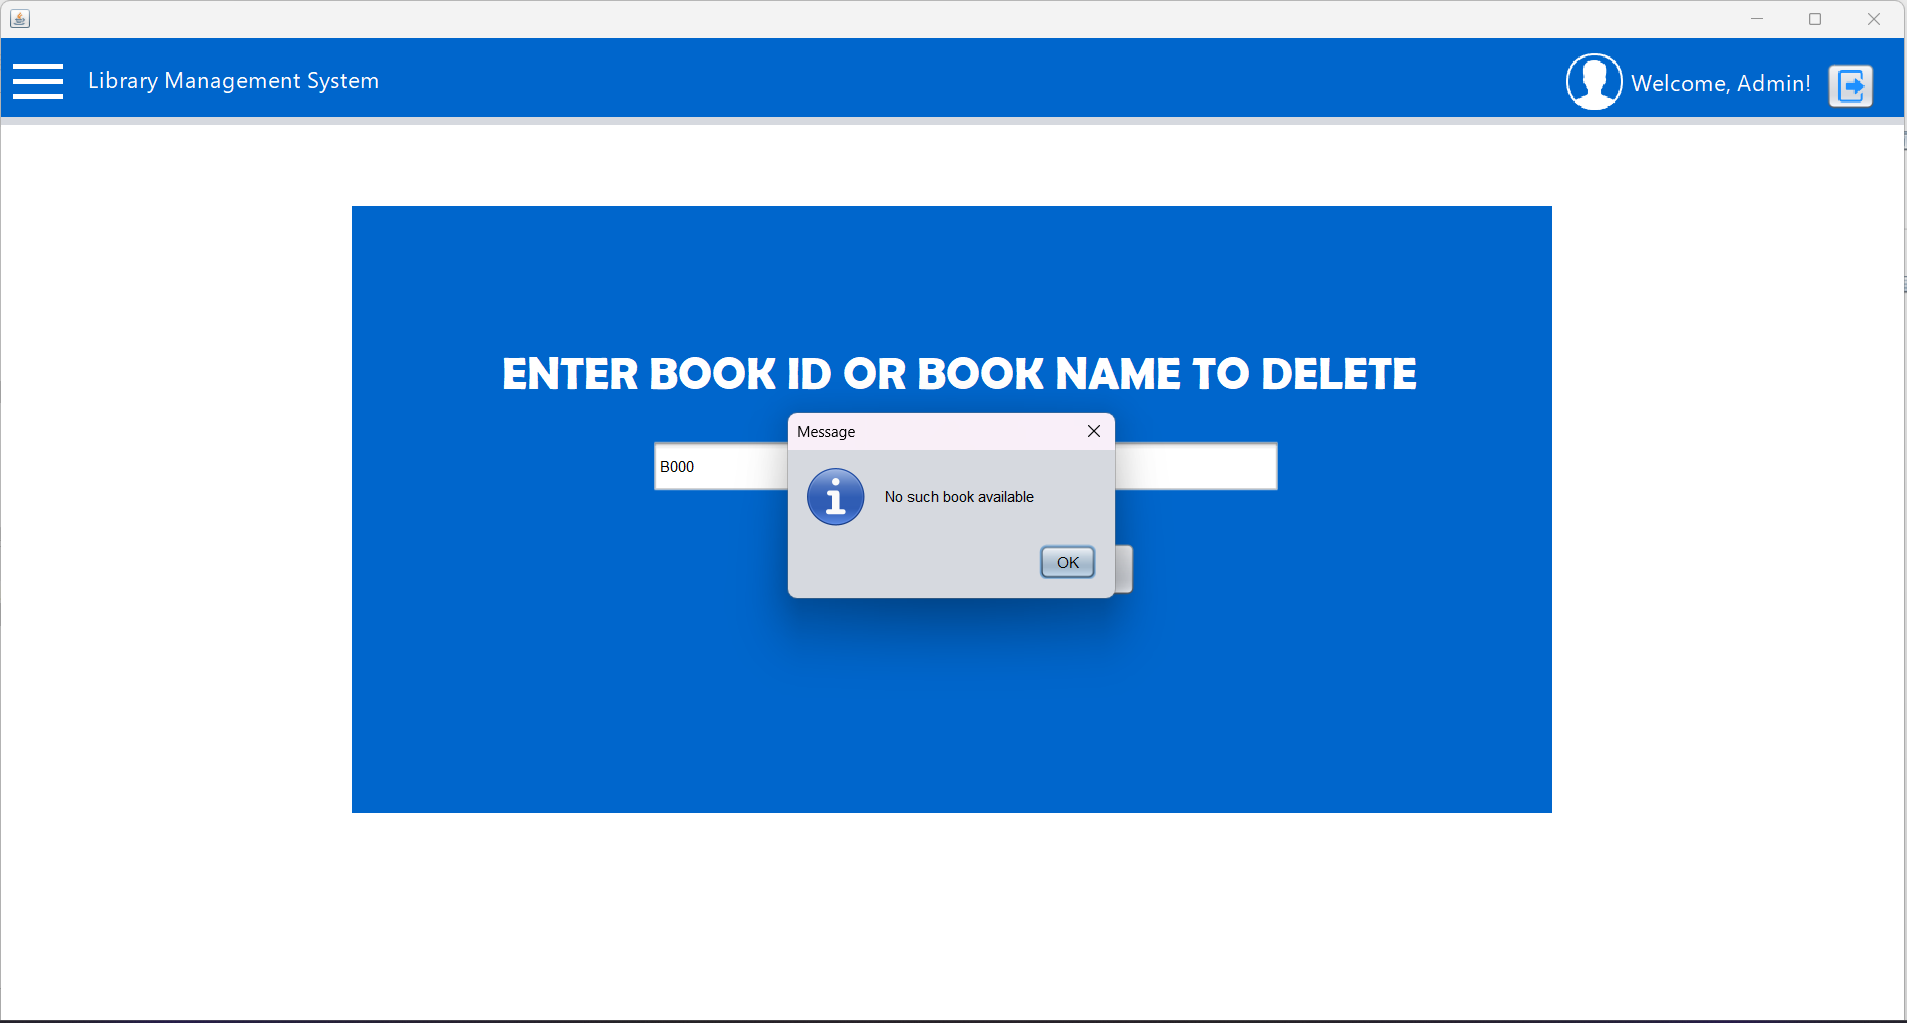 Library Management System
Welcome, Admin!
ENTER BOOK ID OR BOOK NAME TO DELETE
Message
B000
No such book available
OK